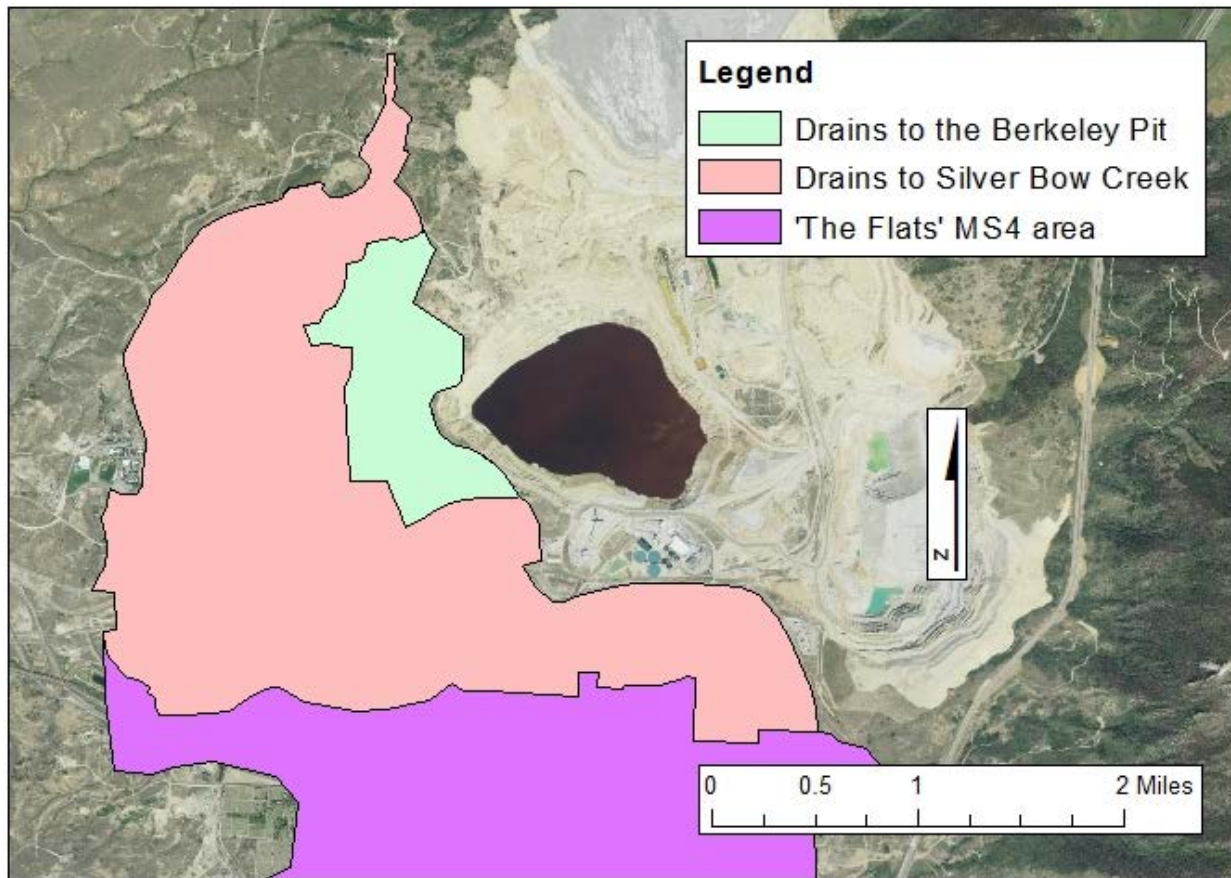 Legend
Drains to the Berkeley Pit
Drains to Silver Bow Creek
'The Flats' MS4 area
N
0 0.5 1 2 Miles